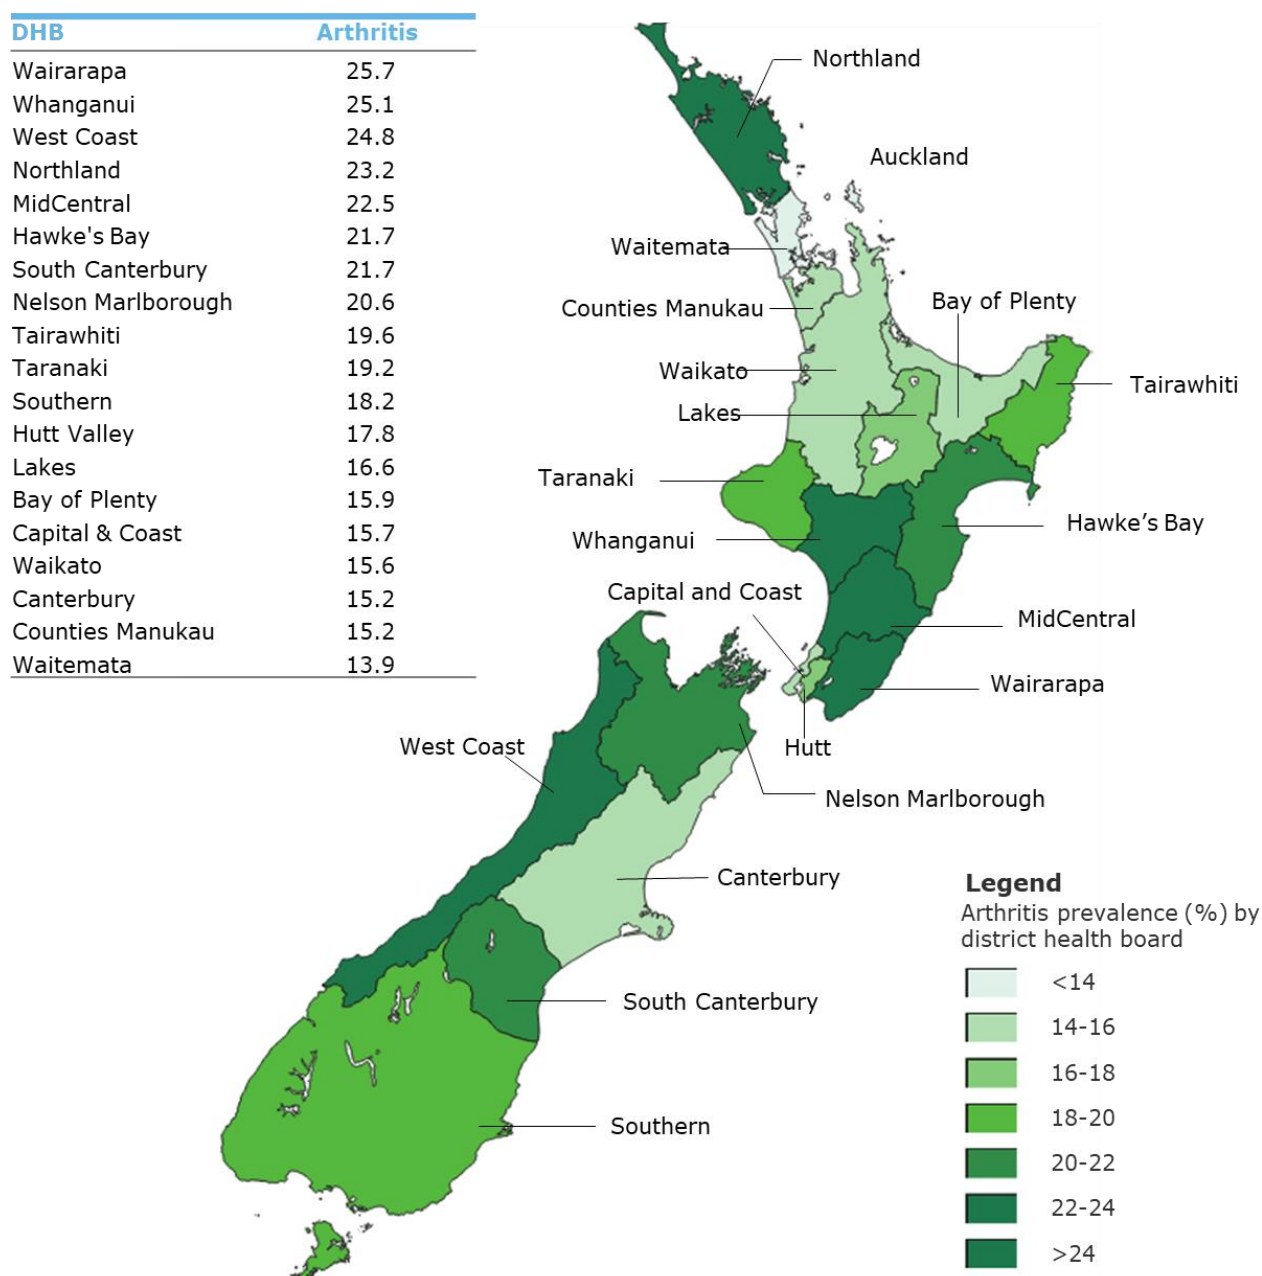 DHB Arthritis
Wairarapa 25.7
Whanganui 25.1
West Coast 24.8
Northland 23.2
MidCentral 22.5
Hawke's Bay 21.7
South Canterbury 21.7
Nelson Marlborough 20.6
Tairawhiti 19.6
Taranaki 19.2
Southern 18.2
Hutt Valley 17.8
Lakes 16.6
Bay of Plenty 15.9
Capital & Coast 15.7
Waikato 15.6
Canterbury 15.2
Counties Manukau 15.2
Waitemata 13.9
Northland
Auckland
Waitemata
Counties Manukau
Bay of Plenty
Waikato
Tairawhiti
Lakes
Taranaki
Hawke’s Bay
Whanganui
Capital and Coast
MidCentral
Wairarapa
West Coast
Hutt
Nelson Marlborough
Canterbury
South Canterbury
Southern
Legend
Arthritis prevalence (%) by
district health board
<14
14-16
16-18
18-20
20-22
22-24
>24